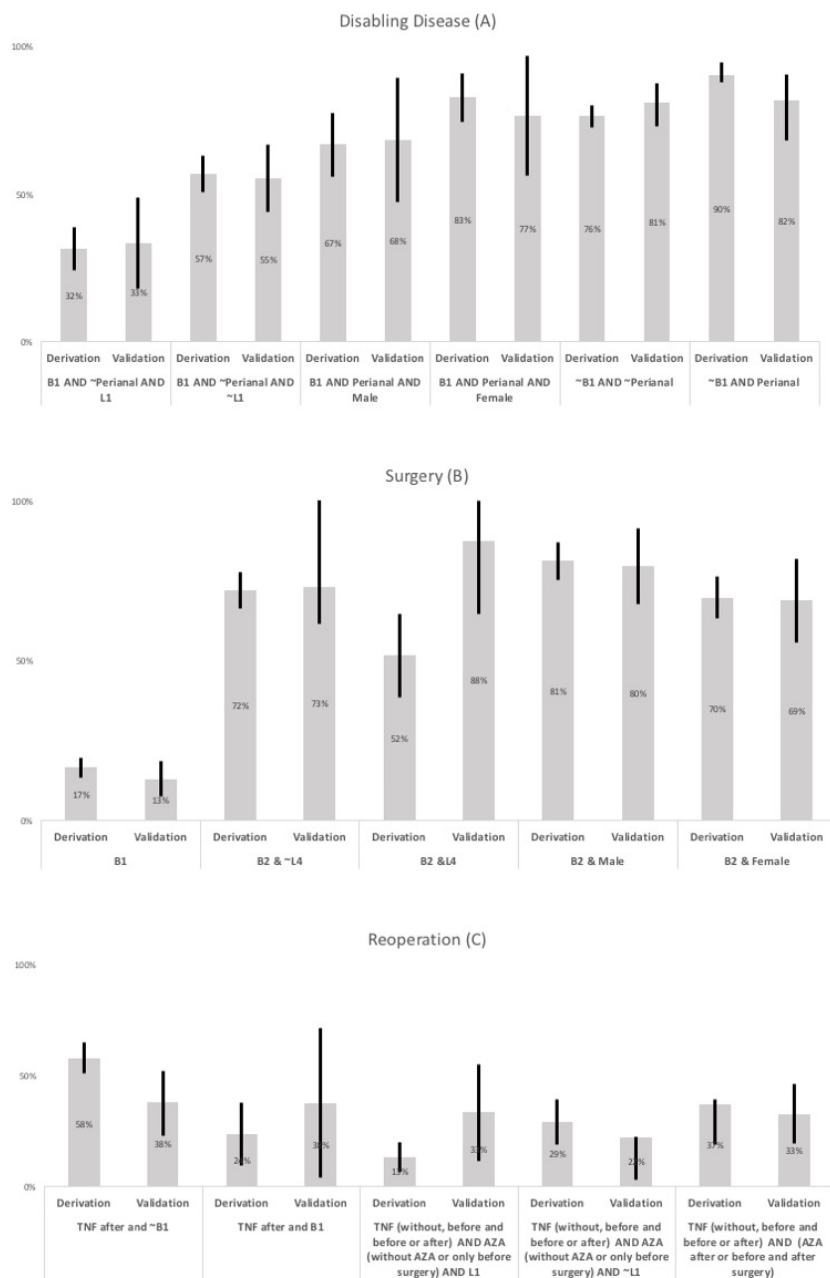 Disabling Disease (A)
100%
50%
0%
32%
33%
57%
55%
67%
68%
83%
77%
76%
81%
90%
82%
Derivation Validation Derivation Validation Derivation Validation Derivation Validation Derivation Validation Derivation Validation
B1 AND ~Perianal AND
L1
B1 AND ~Perianal AND
~L1
B1 AND Perianal AND
Male
B1 AND Perianal AND
Female
~B1 AND ~Perianal
~B1 AND Perianal
Surgery (B)
100%
50%
0%
17%
13%
72%
73%
52%
88%
81%
80%
70%
69%
Derivation Validation Derivation Validation Derivation Validation Derivation Validation Derivation Validation
B1
B2 & ~L4
B2 &L4
B2 & Male
B2 & Female
Reoperation (C)
100%
50%
0%
58%
38%
24%
38%
13%
33%
29%
22%
37%
33%
Derivation Validation Derivation Validation Derivation Validation Derivation Validation Derivation Validation
TNF after and ~B1
TNF after and B1
TNF (without, before and
before or after) AND AZA
(without AZA or only before
surgery) AND L1
TNF (without, before and
before or after) AND AZA
(without AZA or only before
surgery) AND ~L1
TNF (without, before and
before or after) AND (AZA
after or before and after
surgery)